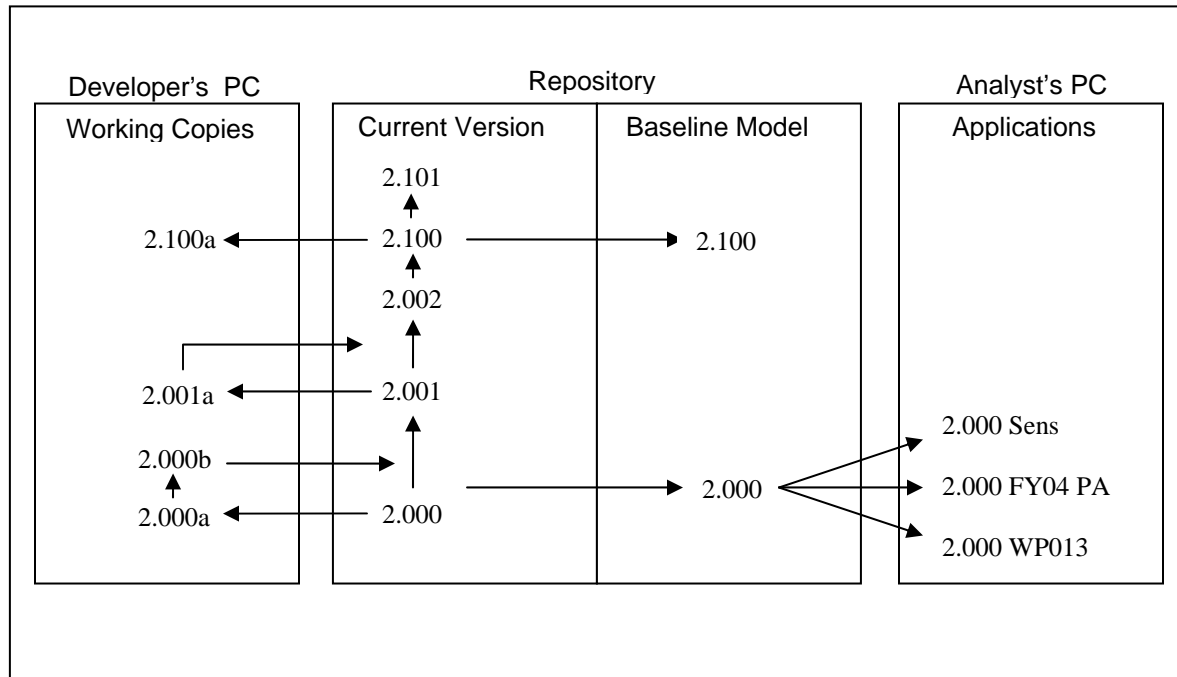 Developer's PC
Repository
Analyst's PC
Working Copies
Current Version
Baseline Model
Applications
2.101
2.100a
2.100
2.100
2.002
2.001a
2.001
2.000 Sens
2.000b
2.000
2.000 FY04 PA
2.000a
2.000
2.000 WP013